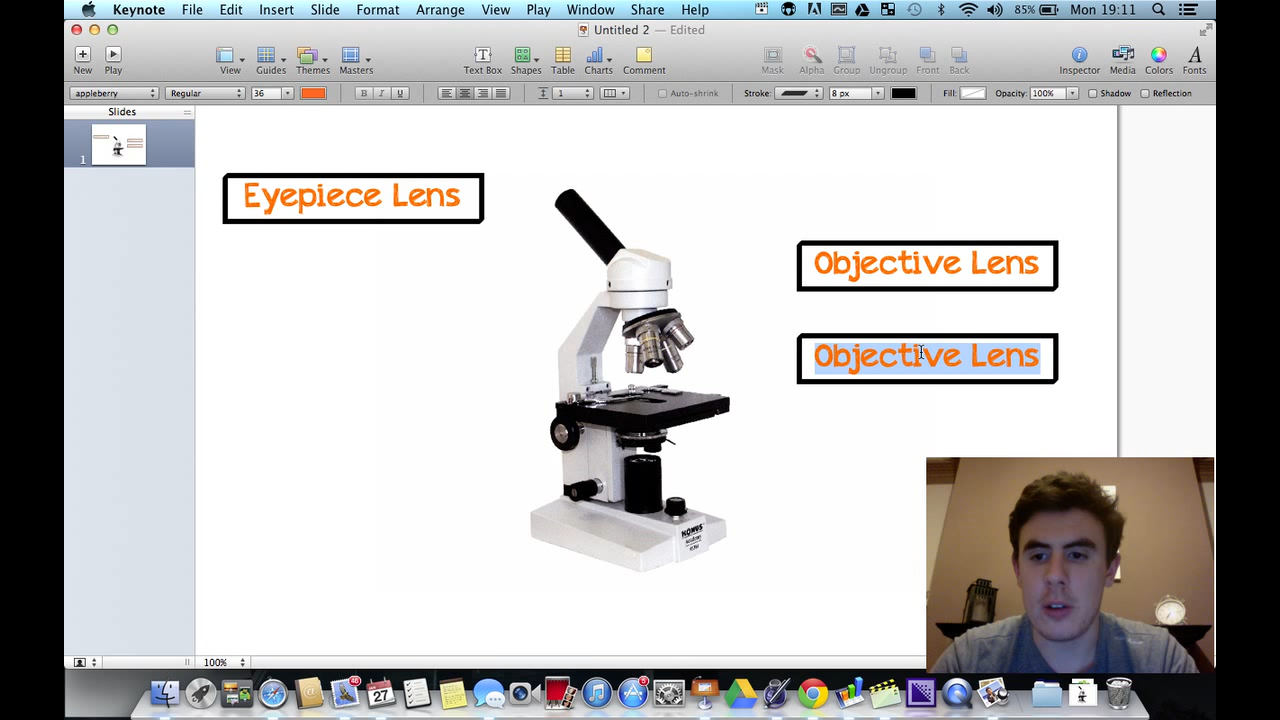 Keynote File Edit Insert Slide Format Arrange View Play Window Share Help 85% Mon 19:11
Untitled 2 — Edited
New Play View Guides Themes Masters Text Box Shapes Table Charts Comment Mask Alpha Group Ungroup Front Back Inspector Media Colors Fonts
appleberry Regular 36 B I U 1 Auto-shrink Stroke: 8 px Fill: Opacity: 100% Shadow Reflection
Slides
1
Eyepiece Lens
Objective Lens
Objective Lens
KONUS
100%